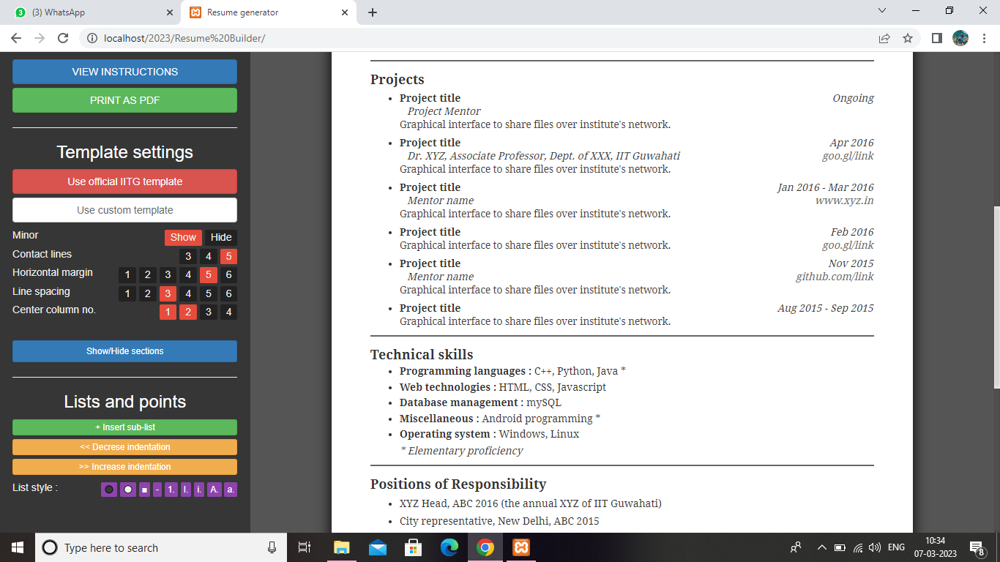 (3) WhatsApp
Resume generator
localhost/2023/Resume%20Builder/
VIEW INSTRUCTIONS
PRINT AS PDF
Template settings
Use official IITG template
Use custom template
Minor Show Hide
Contact lines 3 4 5
Horizontal margin 1 2 3 4 5 6
Line spacing 1 2 3 4 5 6
Center column no. 1 2 3 4
Show/Hide sections
Lists and points
+ Insert sub-list
<< Decrese indentation
>> Increase indentation
List style : - 1. I. i. A. a.
Projects
Project title Ongoing
Project Mentor
Graphical interface to share files over institute's network.
Project title Apr 2016
Dr. XYZ, Associate Professor, Dept. of XXX, IIT Guwahati goo.gl/link
Graphical interface to share files over institute's network.
Project title Jan 2016 - Mar 2016
Mentor name www.xyz.in
Graphical interface to share files over institute's network.
Project title Feb 2016
Graphical interface to share files over institute's network. goo.gl/link
Project title Nov 2015
Mentor name github.com/link
Graphical interface to share files over institute's network.
Project title Aug 2015 - Sep 2015
Graphical interface to share files over institute's network.
Technical skills
Programming languages : C++, Python, Java *
Web technologies : HTML, CSS, Javascript
Database management : mySQL
Miscellaneous : Android programming *
Operating system : Windows, Linux
* Elementary proficiency
Positions of Responsibility
XYZ Head, ABC 2016 (the annual XYZ of IIT Guwahati)
City representative, New Delhi, ABC 2015
Type here to search
ENG
10:34
07-03-2023
8